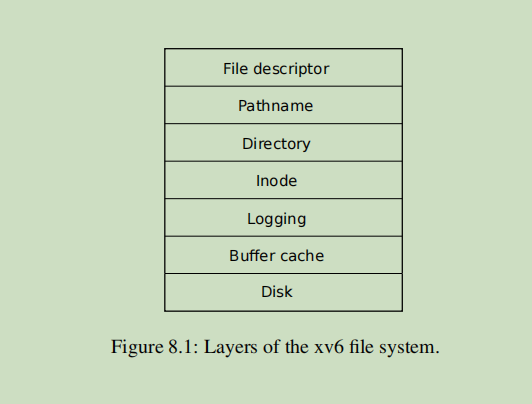 File descriptor
Pathname
Directory
Inode
Logging
Buffer cache
Disk
Figure 8.1: Layers of the xv6 file system.